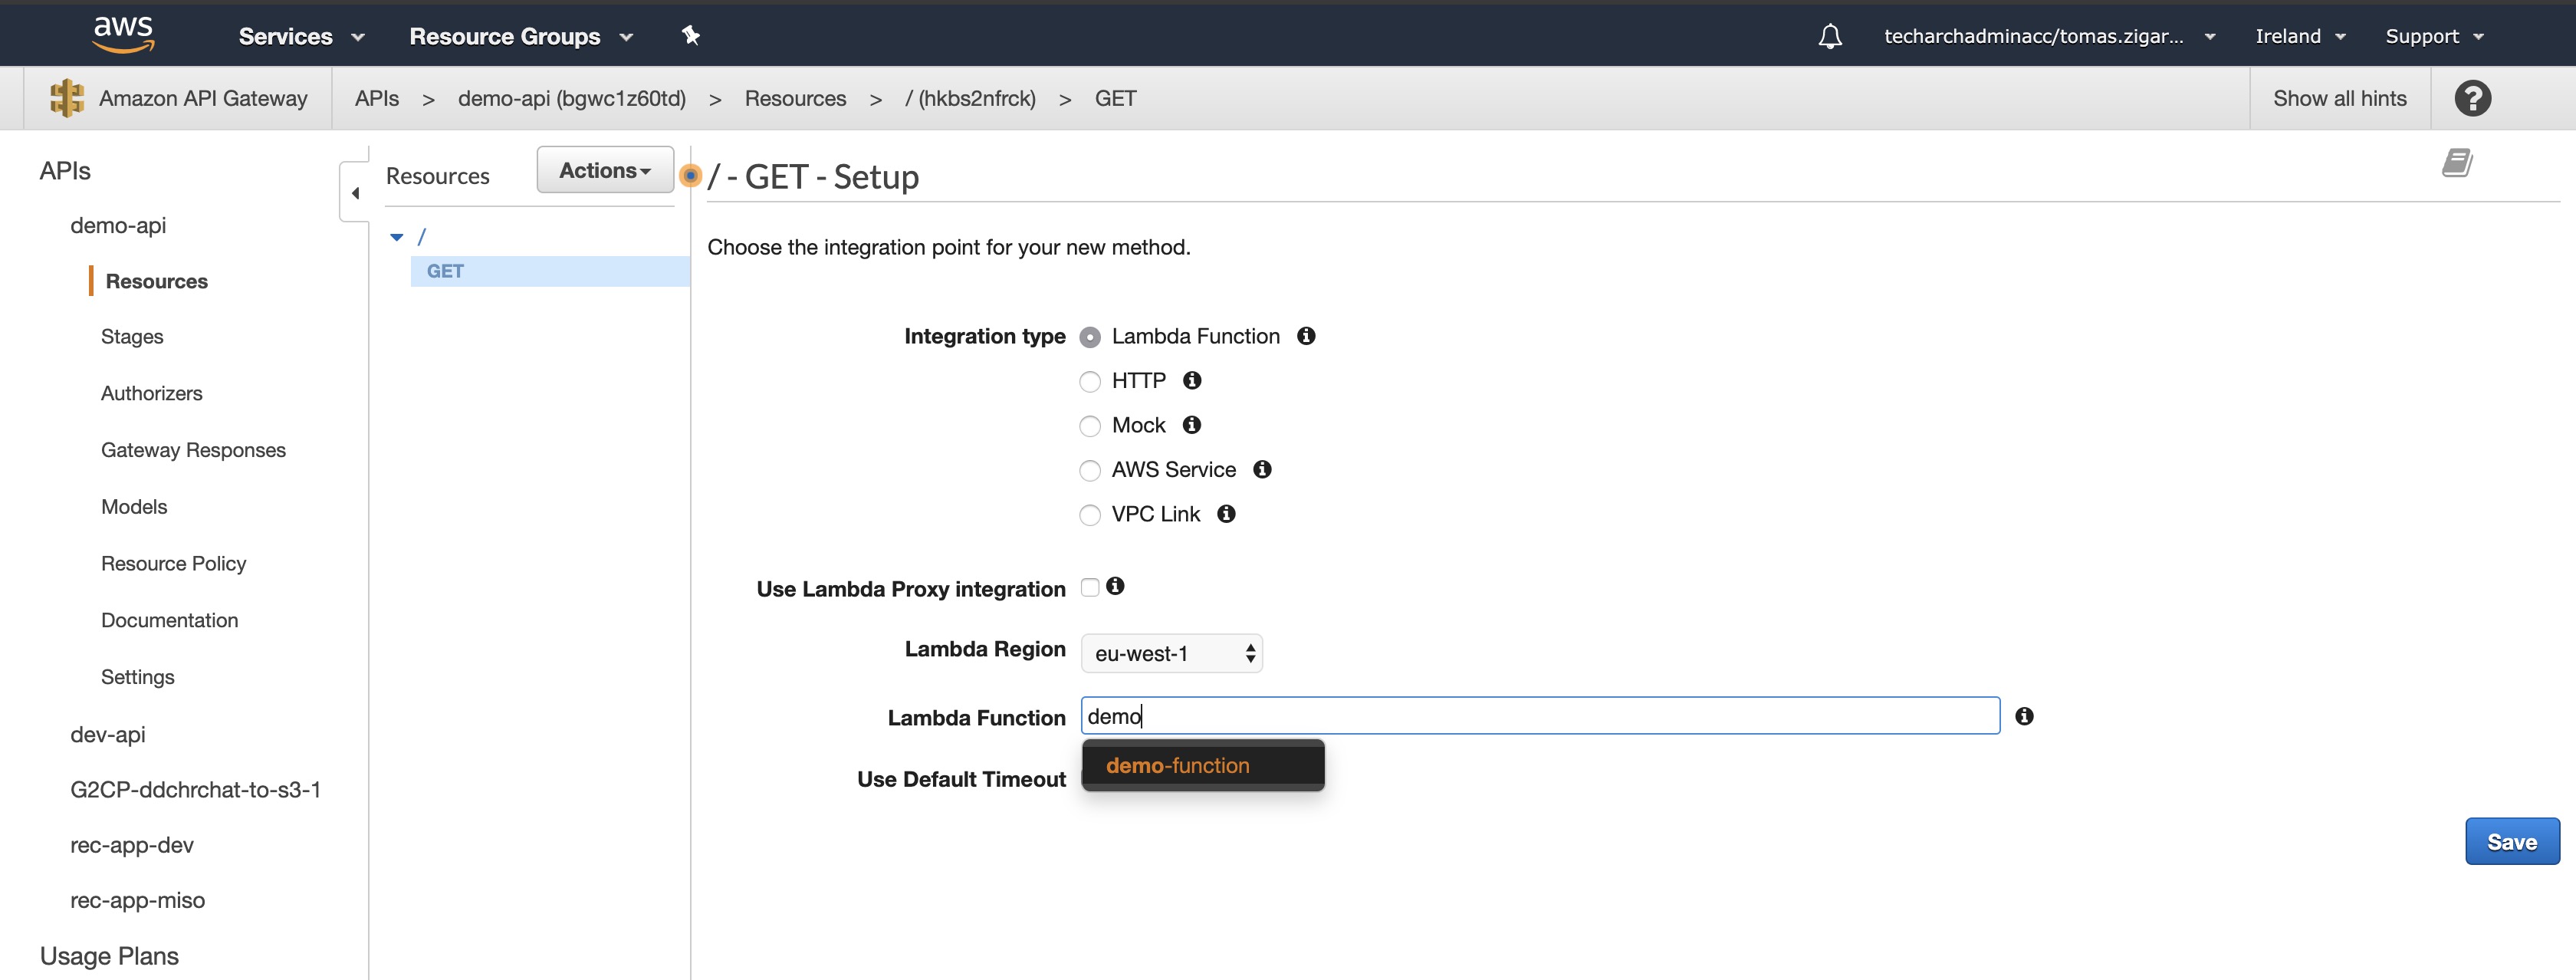 aws Services Resource Groups techarchadminacc/tomas.zigar... Ireland Support
Amazon API Gateway APIs > demo-api (bgwc1z60td) > Resources > / (hkbs2nfrck) > GET Show all hints ?
APIs
demo-api
Resources
Stages
Authorizers
Gateway Responses
Models
Resource Policy
Documentation
Settings
dev-api
G2CP-ddchrchat-to-s3-1
rec-app-dev
rec-app-miso
Usage Plans
Resources Actions
/
GET
/ - GET - Setup
Choose the integration point for your new method.
Integration type Lambda Function
HTTP
Mock
AWS Service
VPC Link
Use Lambda Proxy integration
Lambda Region eu-west-1
Lambda Function demo
demo-function
Use Default Timeout
Save